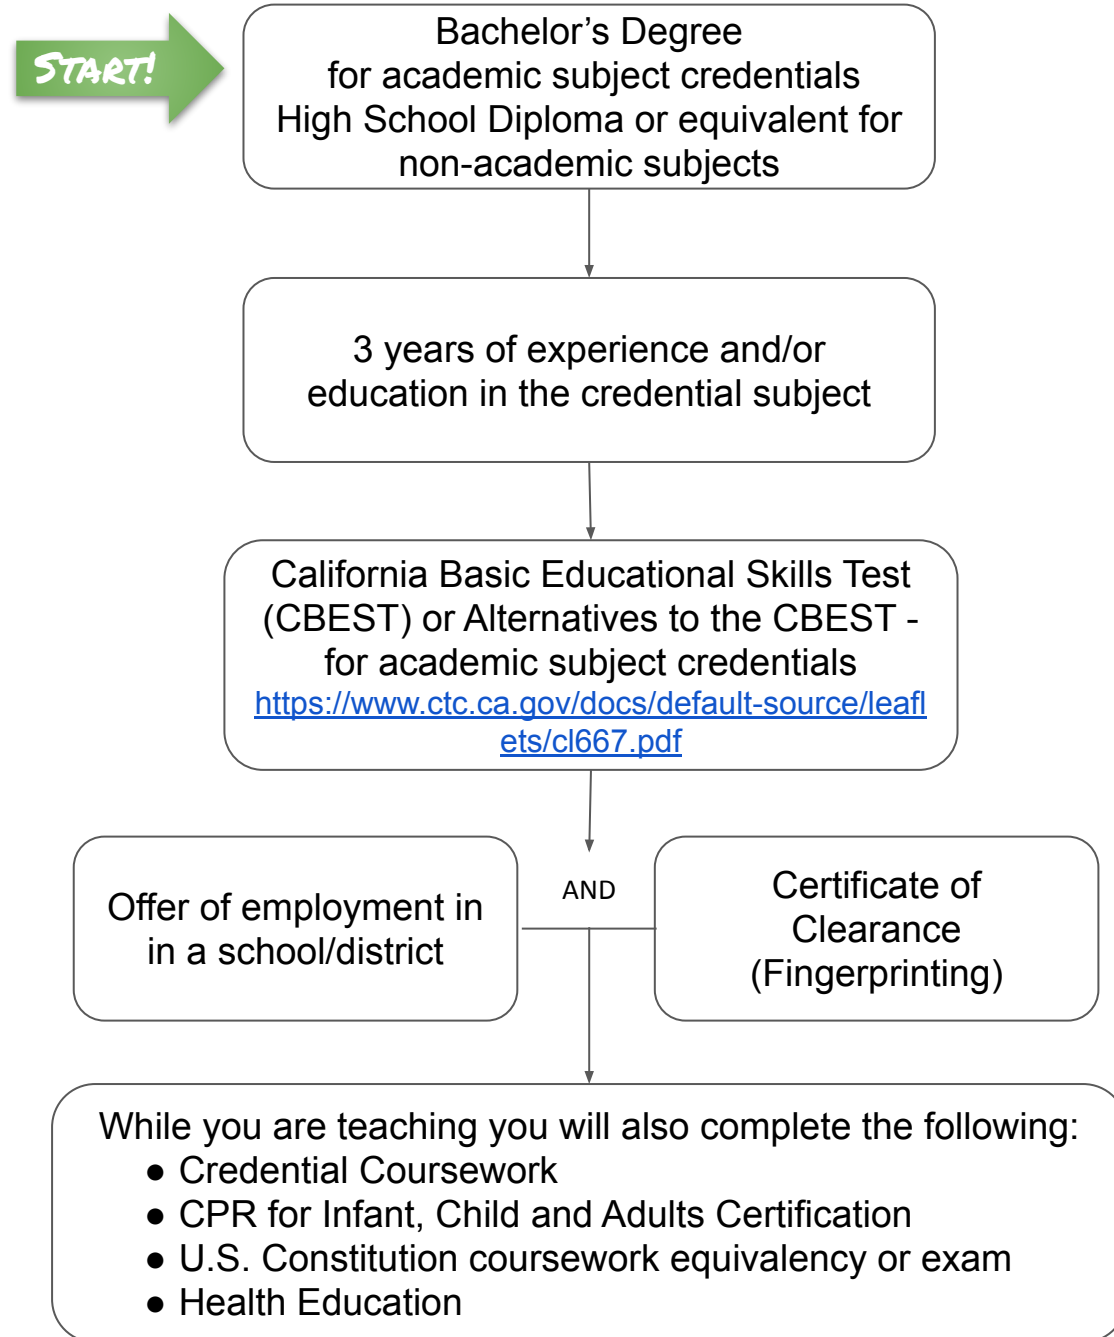 START!
Bachelor’s Degree
for academic subject credentials
High School Diploma or equivalent for
non-academic subjects
3 years of experience and/or
education in the credential subject
California Basic Educational Skills Test
(CBEST) or Alternatives to the CBEST -
for academic subject credentials
https://www.ctc.ca.gov/docs/default-source/leafl
ets/cl667.pdf
Offer of employment in
in a school/district
AND
Certificate of
Clearance
(Fingerprinting)
While you are teaching you will also complete the following:
● Credential Coursework
● CPR for Infant, Child and Adults Certification
● U.S. Constitution coursework equivalency or exam
● Health Education